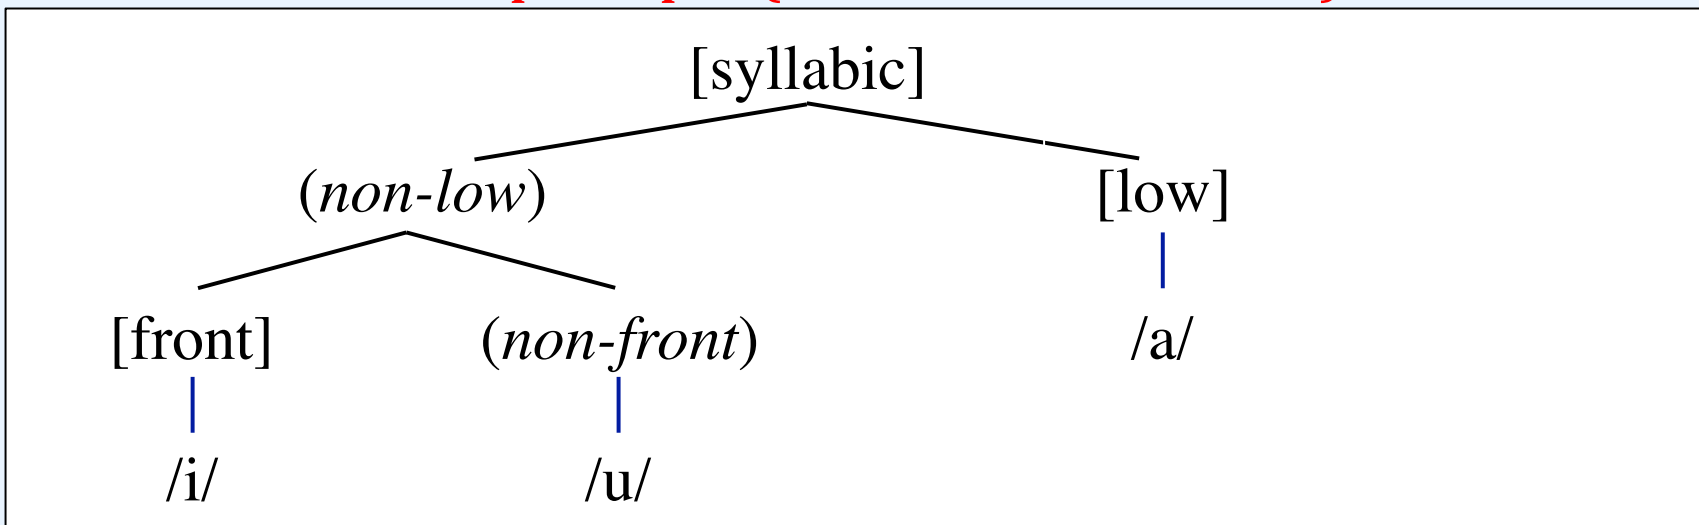 [syllabic]
(non-low) [low]
[front] (non-front) /a/
/i/ /u/